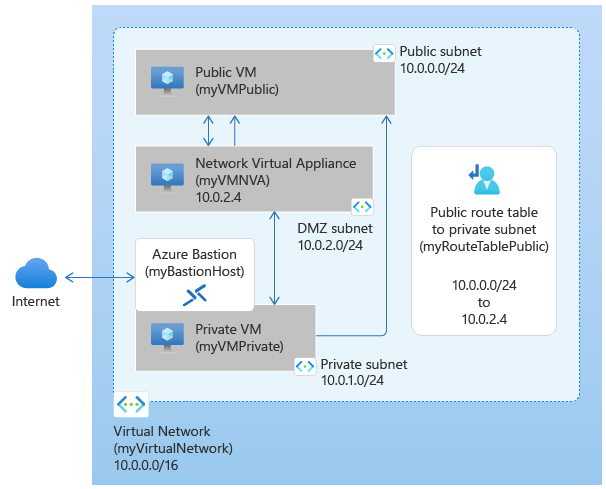 Public subnet
10.0.0.0/24
Public VM
(myVMPublic)
Network Virtual Appliance
(myVMNVA)
10.0.2.4
DMZ subnet
10.0.2.0/24
Public route table
to private subnet
(myRouteTablePublic)
10.0.0.0/24
to
10.0.2.4
Azure Bastion
(myBastionHost)
Internet
Private VM
(myVMPrivate)
Private subnet
10.0.1.0/24
Virtual Network
(myVirtualNetwork)
10.0.0.0/16